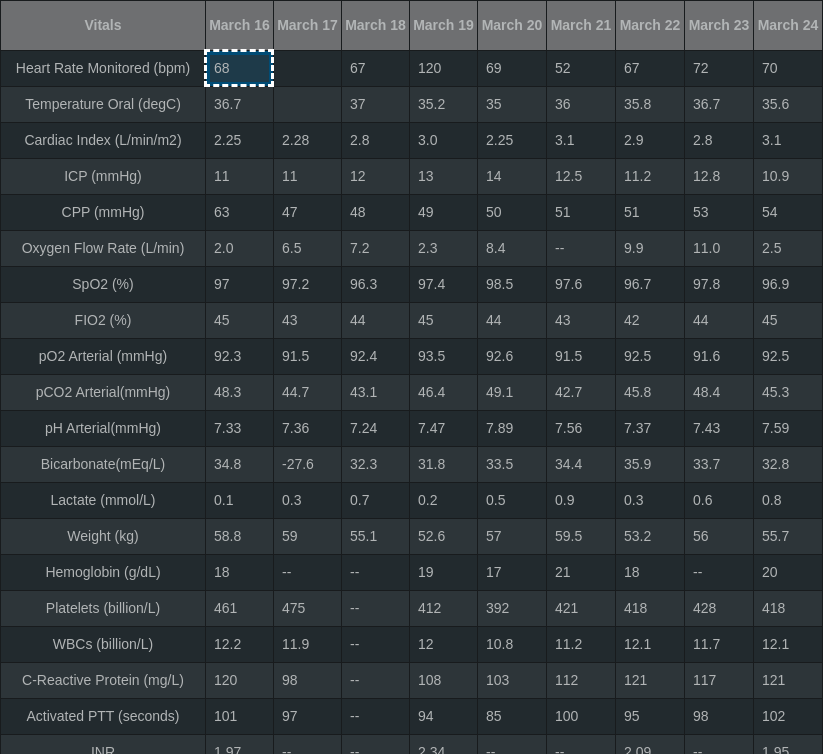 Vitals March 16 March 17 March 18 March 19 March 20 March 21 March 22 March 23 March 24
Heart Rate Monitored (bpm) 68 67 120 69 52 67 72 70
Temperature Oral (degC) 36.7 37 35.2 35 36 35.8 36.7 35.6
Cardiac Index (L/min/m2) 2.25 2.28 2.8 3.0 2.25 3.1 2.9 2.8 3.1
ICP (mmHg) 11 11 12 13 14 12.5 11.2 12.8 10.9
CPP (mmHg) 63 47 48 49 50 51 51 53 54
Oxygen Flow Rate (L/min) 2.0 6.5 7.2 2.3 8.4 -- 9.9 11.0 2.5
SpO2 (%) 97 97.2 96.3 97.4 98.5 97.6 96.7 97.8 96.9
FIO2 (%) 45 43 44 45 44 43 42 44 45
pO2 Arterial (mmHg) 92.3 91.5 92.4 93.5 92.6 91.5 92.5 91.6 92.5
pCO2 Arterial(mmHg) 48.3 44.7 43.1 46.4 49.1 42.7 45.8 48.4 45.3
pH Arterial(mmHg) 7.33 7.36 7.24 7.47 7.89 7.56 7.37 7.43 7.59
Bicarbonate(mEq/L) 34.8 -27.6 32.3 31.8 33.5 34.4 35.9 33.7 32.8
Lactate (mmol/L) 0.1 0.3 0.7 0.2 0.5 0.9 0.3 0.6 0.8
Weight (kg) 58.8 59 55.1 52.6 57 59.5 53.2 56 55.7
Hemoglobin (g/dL) 18 -- -- 19 17 21 18 -- 20
Platelets (billion/L) 461 475 -- 412 392 421 418 428 418
WBCs (billion/L) 12.2 11.9 -- 12 10.8 11.2 12.1 11.7 12.1
C-Reactive Protein (mg/L) 120 98 -- 108 103 112 121 117 121
Activated PTT (seconds) 101 97 -- 94 85 100 95 98 102
INR 1.97 -- -- 2.34 -- -- 2.09 -- 1.95